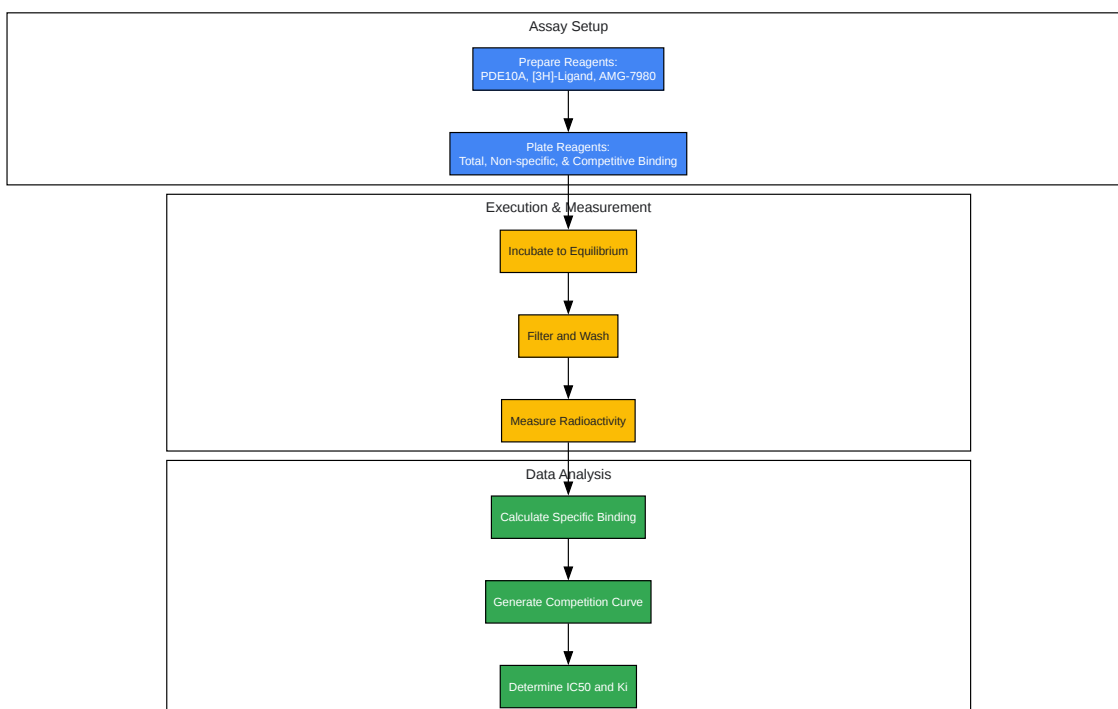 Assay Setup
Prepare Reagents:
PDE10A, [3H]-Ligand, AMG-7980
Plate Reagents:
Total, Non-specific, & Competitive Binding
Execution & Measurement
Incubate to Equilibrium
Filter and Wash
Measure Radioactivity
Data Analysis
Calculate Specific Binding
Generate Competition Curve
Determine IC50 and Ki